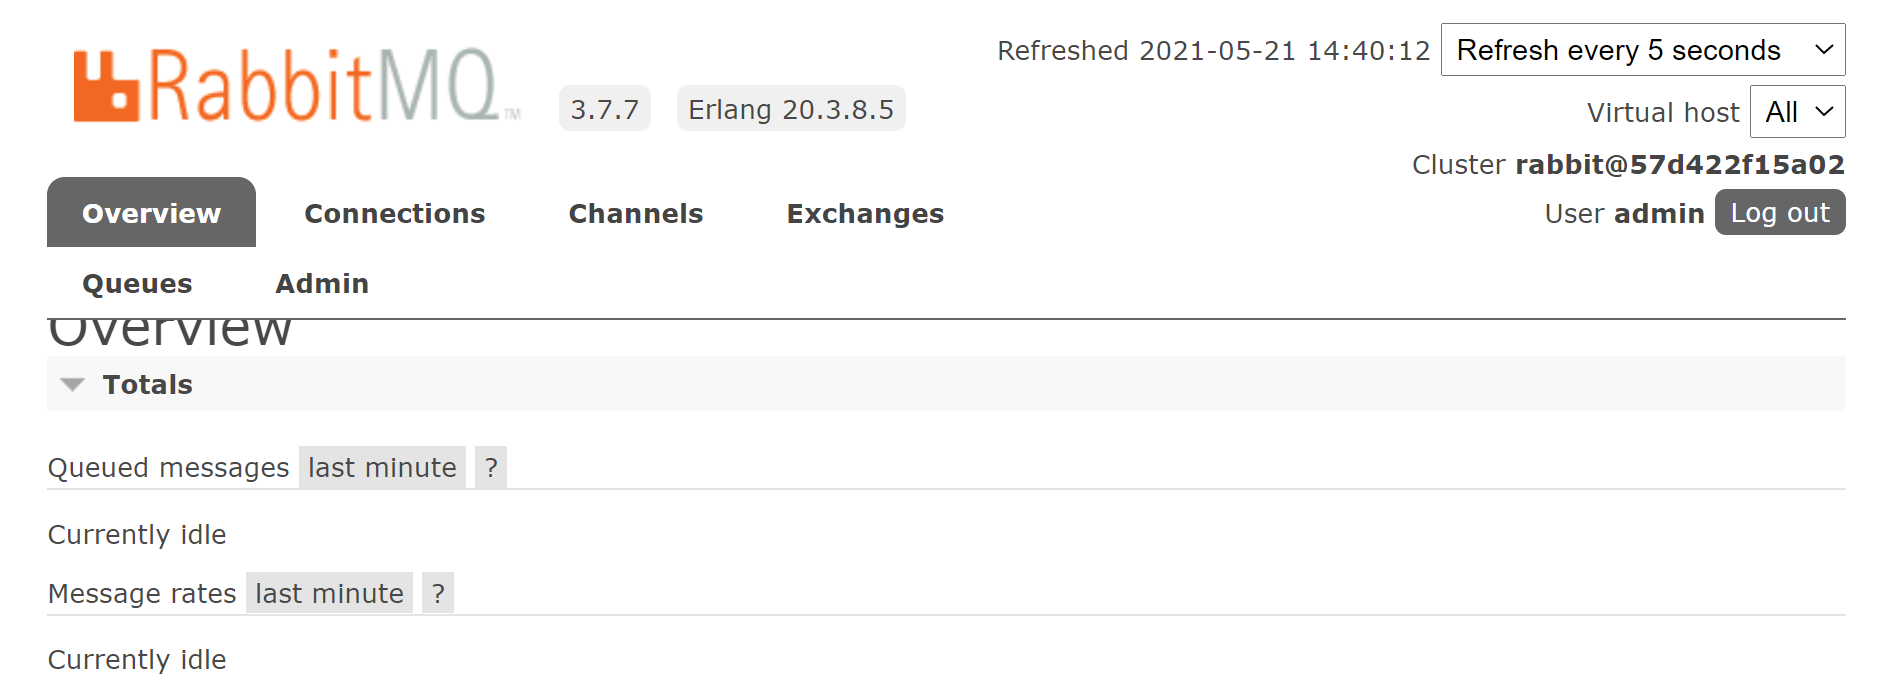 RabbitMQ™
3.7.7
Erlang 20.3.8.5
Refreshed 2021-05-21 14:40:12
Refresh every 5 seconds
Virtual host
All
Cluster rabbit@57d422f15a02
User admin
Log out
Overview
Connections
Channels
Exchanges
Queues
Admin
Overview
Totals
Queued messages last minute ?
Currently idle
Message rates last minute ?
Currently idle